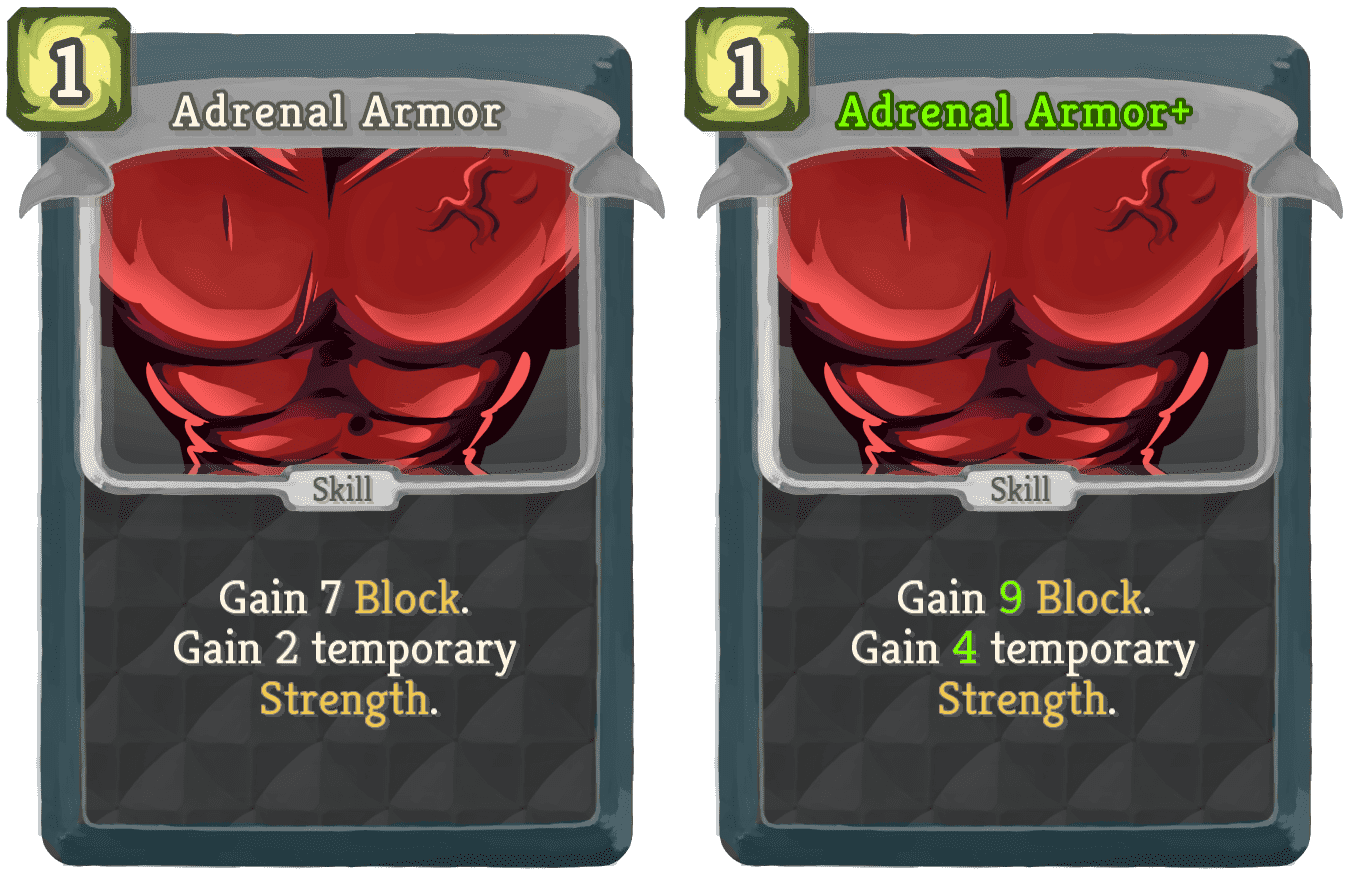 1
Adrenal Armor
Skill
Gain 7 Block.
Gain 2 temporary
Strength.
1
Adrenal Armor+
Skill
Gain 9 Block.
Gain 4 temporary
Strength.